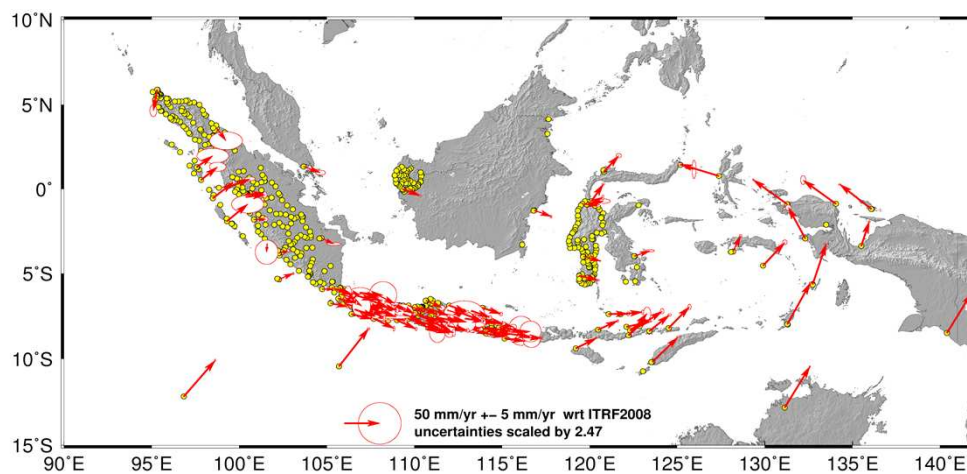 10˚N
5˚N
0˚
5˚S
10˚S
15˚S
90˚E 95˚E 100˚E 105˚E 110˚E 115˚E 120˚E 125˚E 130˚E 135˚E 140˚E
50 mm/yr +− 5 mm/yr wrt ITRF2008
uncertainties scaled by 2.47